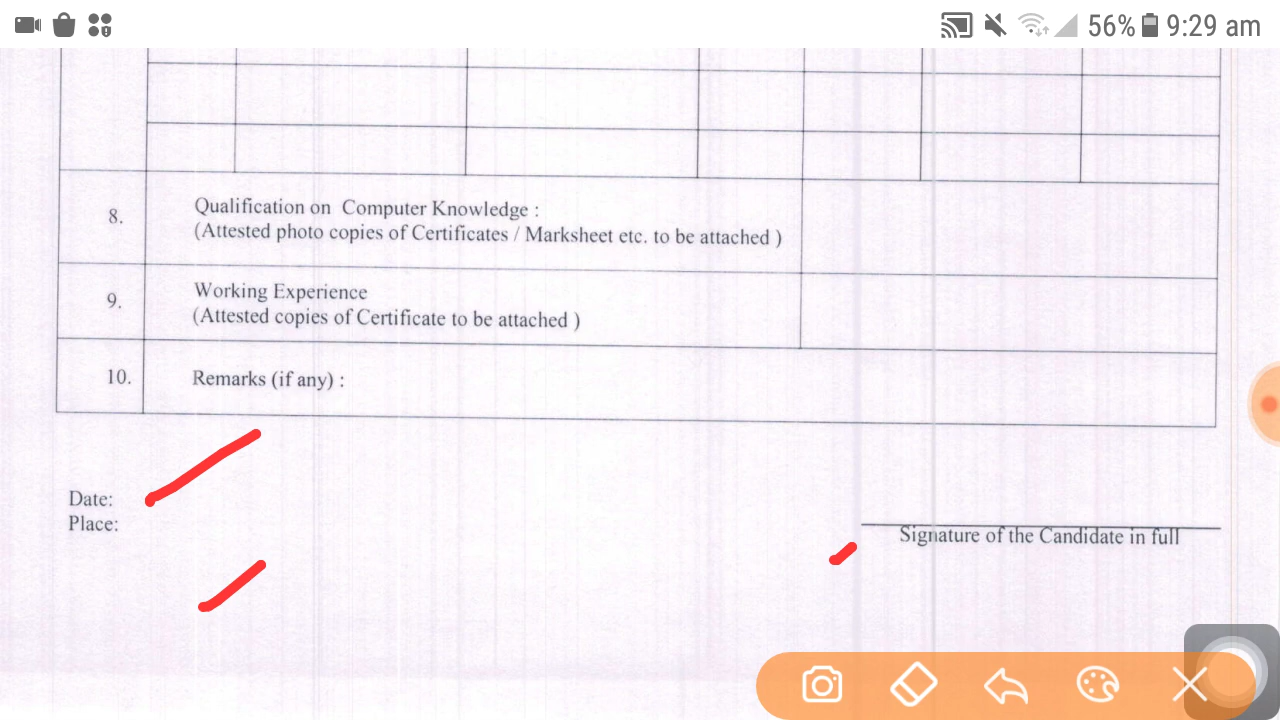 56% 9:29 am
8.
Qualification on Computer Knowledge :
(Attested photo copies of Certificates / Marksheet etc. to be attached )
9.
Working Experience
(Attested copies of Certificate to be attached )
10.
Remarks (if any) :
Date:
Place:
Signature of the Candidate in full